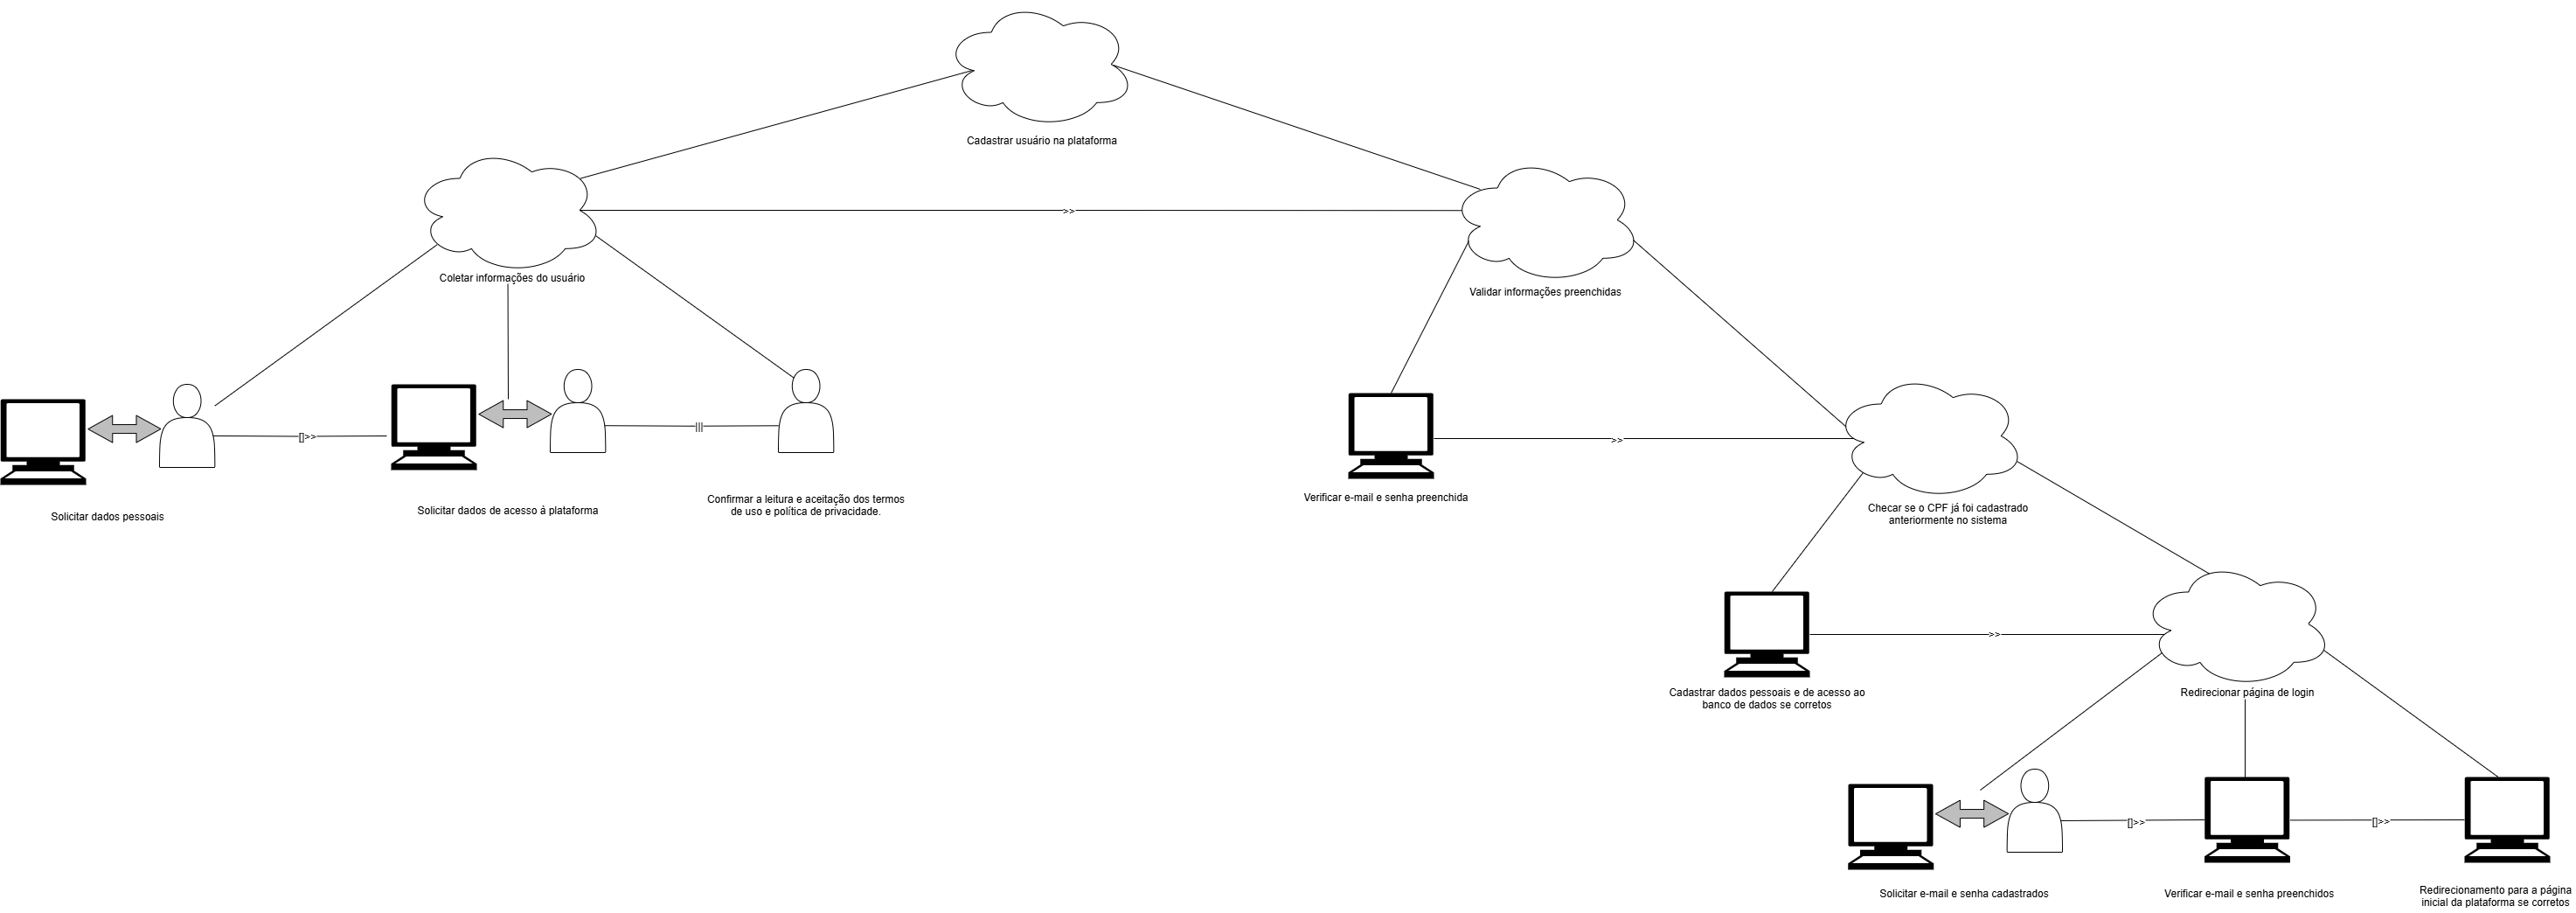 Cadastrar usuário na plataforma
>>
Coletar informações do usuário
Validar informações preenchidas
[]>>
|||
>>
Solicitar dados pessoais
Solicitar dados de acesso à plataforma
Confirmar a leitura e aceitação dos termos
de uso e política de privacidade.
Verificar e-mail e senha preenchida
Checar se o CPF já foi cadastrado
anteriormente no sistema
>>
Cadastrar dados pessoais e de acesso ao
banco de dados se corretos
Redirecionar página de login
[]>>
[]>>
Solicitar e-mail e senha cadastrados
Verificar e-mail e senha preenchidos
Redirecionamento para a página
inicial da plataforma se corretos